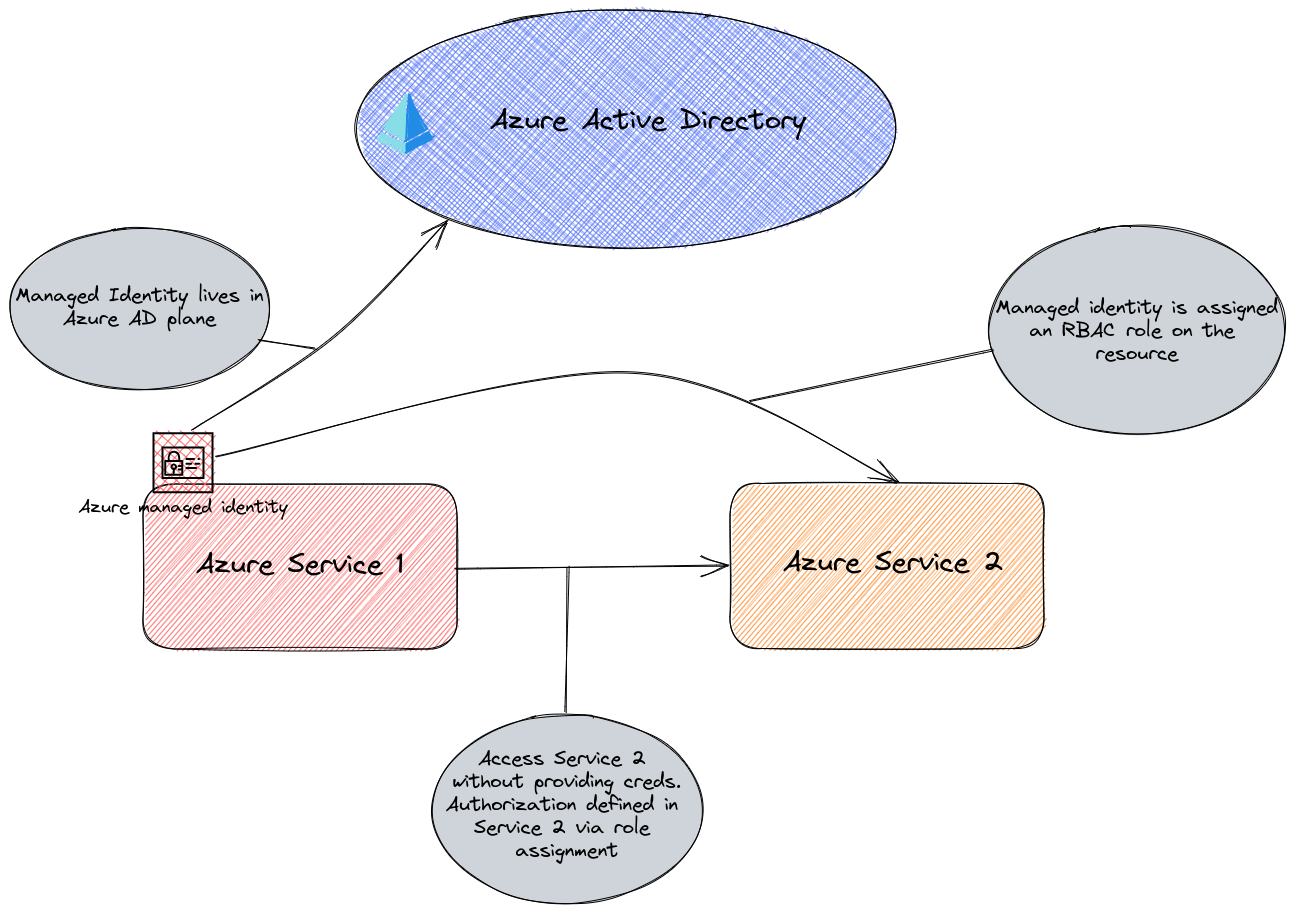 Azure Active Directory
Managed Identity lives in
Azure AD plane
Managed identity is assigned
an RBAC role on the
resource
Azure managed identity
Azure Service 1
Azure Service 2
Access Service 2
without providing creds.
Authorization defined in
Service 2 via role
assignment